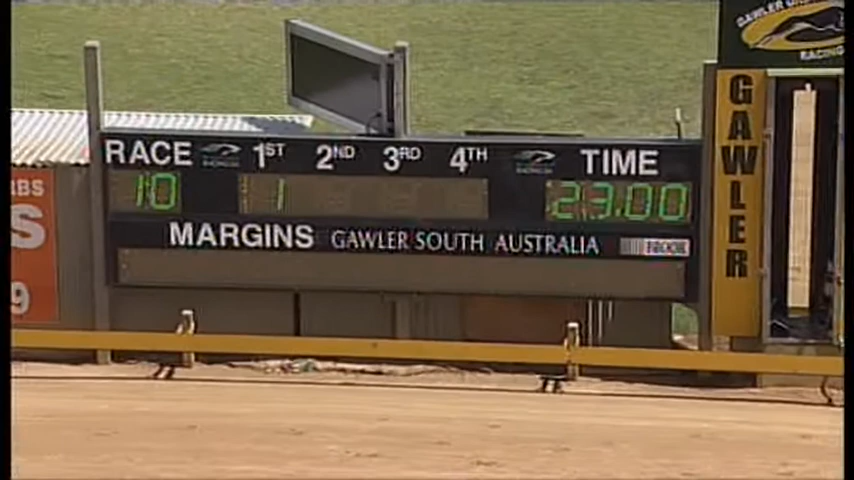 GAWLER
RACING
GAWLER
RACE 1ST 2ND 3RD 4TH TIME
10 1 23.00
MARGINS GAWLER SOUTH AUSTRALIA
S
9